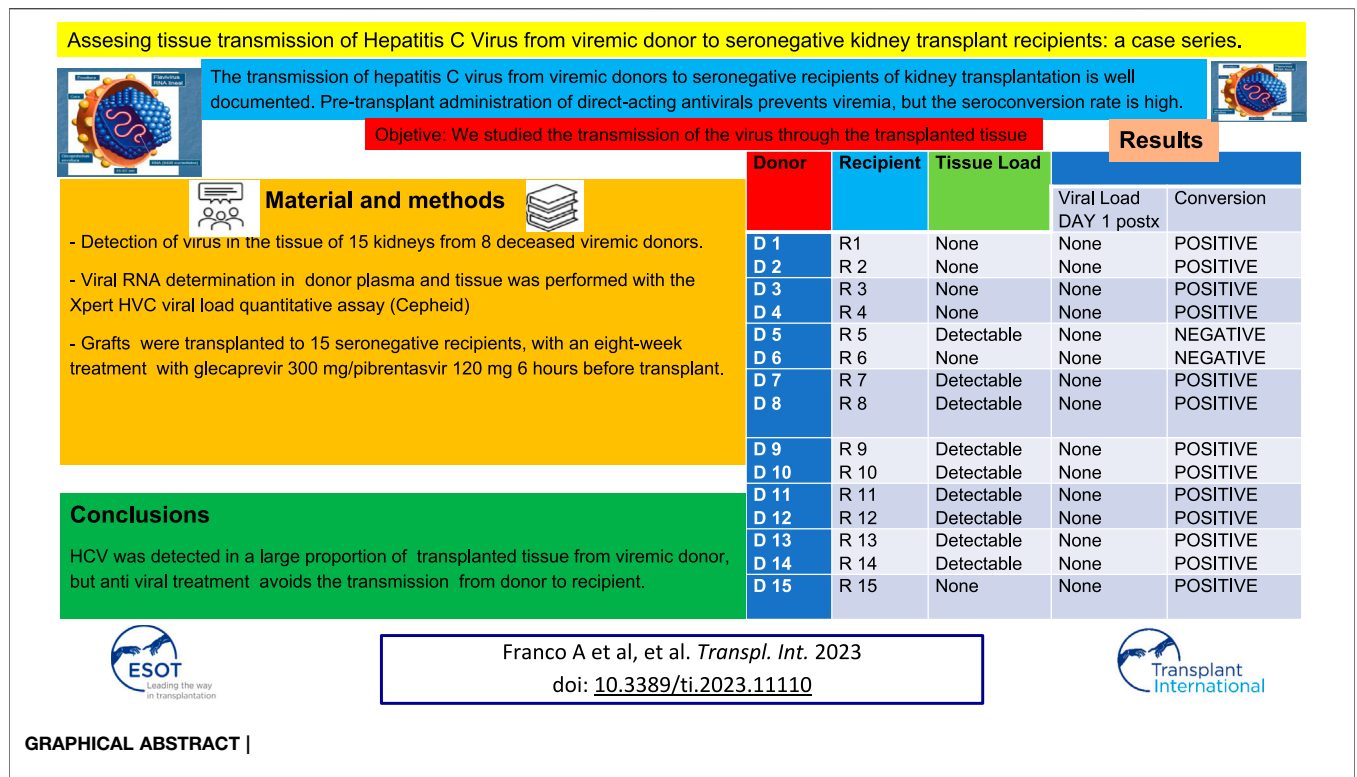 Assesing tissue transmission of Hepatitis C Virus from viremic donor to seronegative kidney transplant recipients: a case series.
The transmission of hepatitis C virus from viremic donors to seronegative recipients of kidney transplantation is well
documented. Pre-transplant administration of direct-acting antivirals prevents viremia, but the seroconversion rate is high.
Objetive: We studied the transmission of the virus through the transplanted tissue
Material and methods
- Detection of virus in the tissue of 15 kidneys from 8 deceased viremic donors.
- Viral RNA determination in donor plasma and tissue was performed with the
Xpert HVC viral load quantitative assay (Cepheid)
- Grafts were transplanted to 15 seronegative recipients, with an eight-week
treatment with glecaprevir 300 mg/pibrentasvir 120 mg 6 hours before transplant.
Conclusions
HCV was detected in a large proportion of transplanted tissue from viremic donor,
but anti viral treatment avoids the transmission from donor to recipient.
Results
Donor Recipient Tissue Load
Viral Load Conversion
DAY 1 postx
D 1 R1 None None POSITIVE
D 2 R 2 None None POSITIVE
D 3 R 3 None None POSITIVE
D 4 R 4 None None POSITIVE
D 5 R 5 Detectable None NEGATIVE
D 6 R 6 None None NEGATIVE
D 7 R 7 Detectable None POSITIVE
D 8 R 8 Detectable None POSITIVE
D 9 R 9 Detectable None POSITIVE
D 10 R 10 Detectable None POSITIVE
D 11 R 11 Detectable None POSITIVE
D 12 R 12 Detectable None POSITIVE
D 13 R 13 Detectable None POSITIVE
D 14 R 14 Detectable None POSITIVE
D 15 R 15 None None POSITIVE
ESOT
Leading the way
in transplantation
Franco A et al, et al. Transpl. Int. 2023
doi: 10.3389/ti.2023.11110
Transplant
International
GRAPHICAL ABSTRACT |